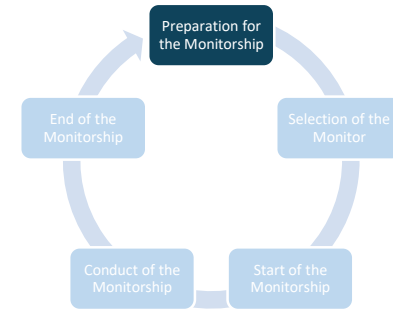 Preparation for
the Monitorship
Selection of the
Monitor
Start of the
Monitorship
Conduct of the
Monitorship
End of the
Monitorship